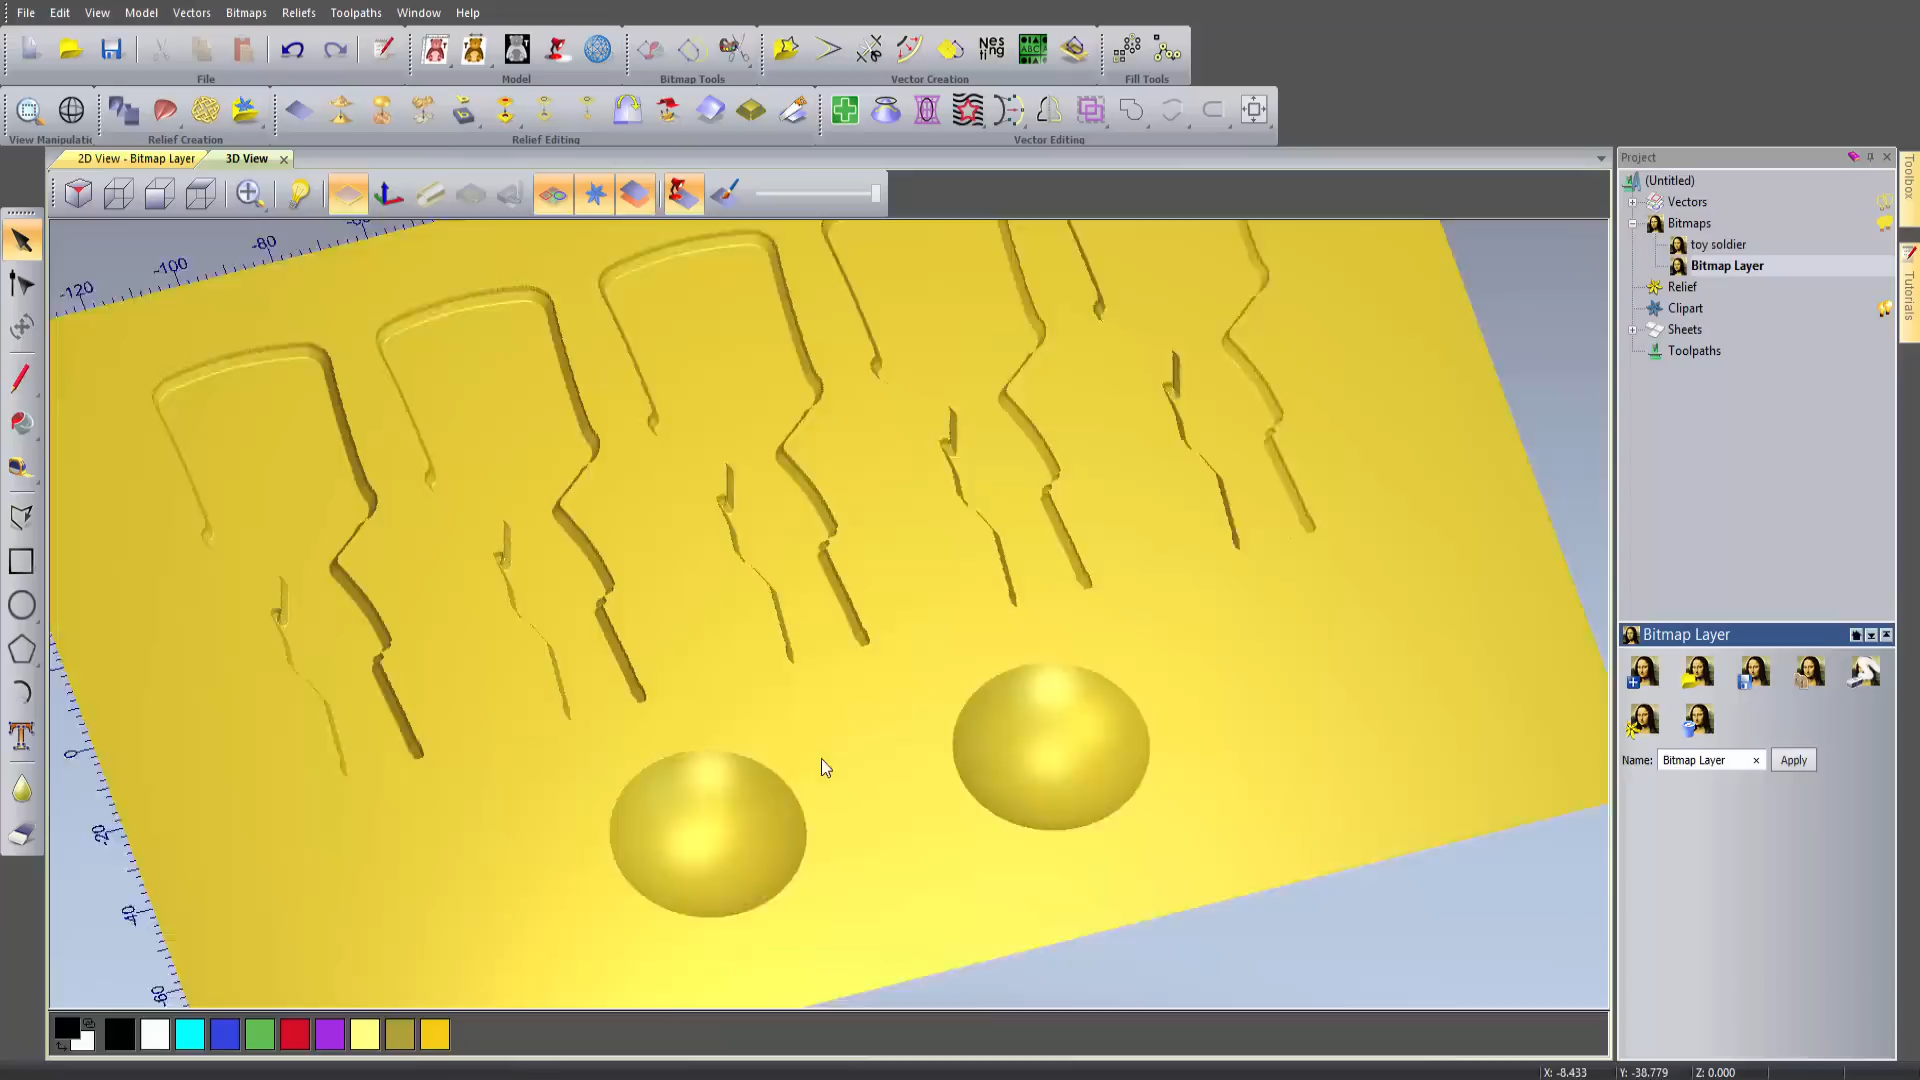 File Edit View Model Vectors Bitmaps Reliefs Toolpaths Window Help
Nes
ting
ABC
File Model Bitmap Tools Vector Creation Fill Tools
View Manipulatio Relief Creation Relief Editing Vector Editing
2D View - Bitmap Layer 3D View
Project
(Untitled)
Vectors
Bitmaps
toy soldier
Bitmap Layer
Relief
Clipart
Sheets
Toolpaths
Toolbox
Tutorials
-120 -100 -80
0
-20
-40
-60
Bitmap Layer
Name: Bitmap Layer Apply
X: -8.433 Y: -38.779 Z: 0.000